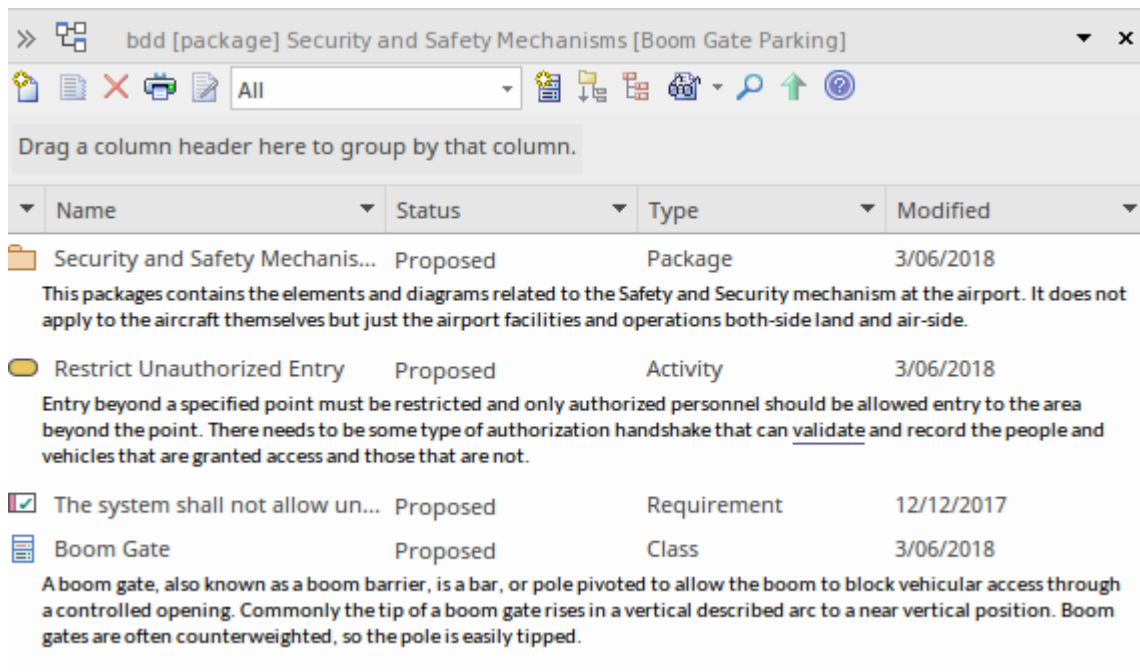 bdd [package] Security and Safety Mechanisms [Boom Gate Parking]
All
Drag a column header here to group by that column.
Name Status Type Modified
Security and Safety Mechanis... Proposed Package 3/06/2018
This packages contains the elements and diagrams related to the Safety and Security mechanism at the airport. It does not
apply to the aircraft themselves but just the airport facilities and operations both-side land and air-side.
Restrict Unauthorized Entry Proposed Activity 3/06/2018
Entry beyond a specified point must be restricted and only authorized personnel should be allowed entry to the area
beyond the point. There needs to be some type of authorization handshake that can validate and record the people and
vehicles that are granted access and those that are not.
The system shall not allow un... Proposed Requirement 12/12/2017
Boom Gate Proposed Class 3/06/2018
A boom gate, also known as a boom barrier, is a bar, or pole pivoted to allow the boom to block vehicular access through
a controlled opening. Commonly the tip of a boom gate rises in a vertical described arc to a near vertical position. Boom
gates are often counterweighted, so the pole is easily tipped.